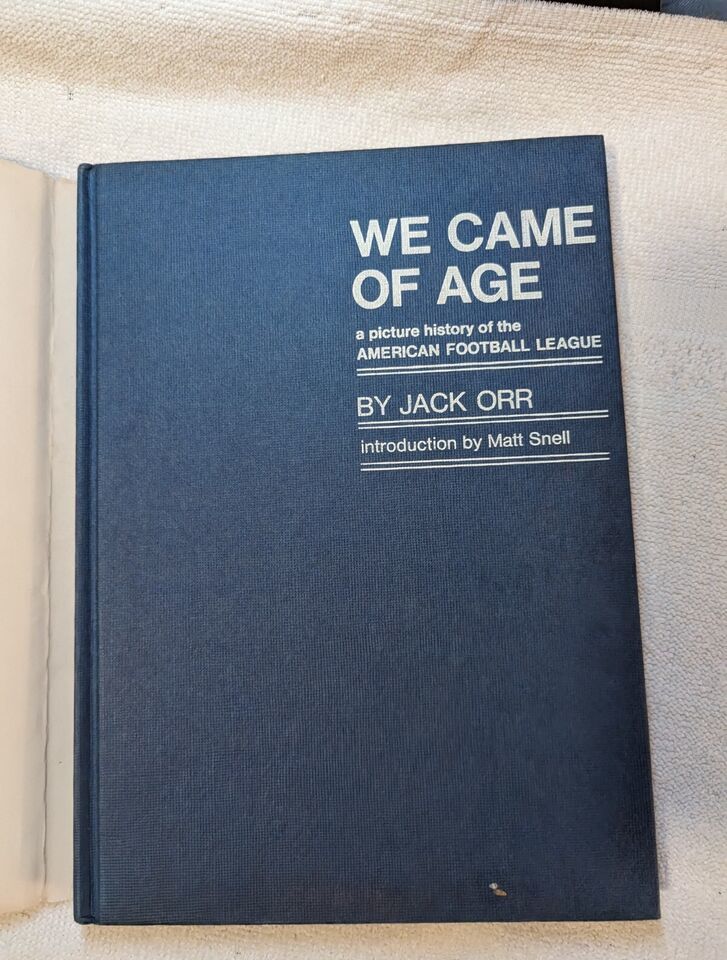 WE CAME
OF AGE
a picture history of the
AMERICAN FOOTBALL LEAGUE
BY JACK ORR
introduction by Matt Snell